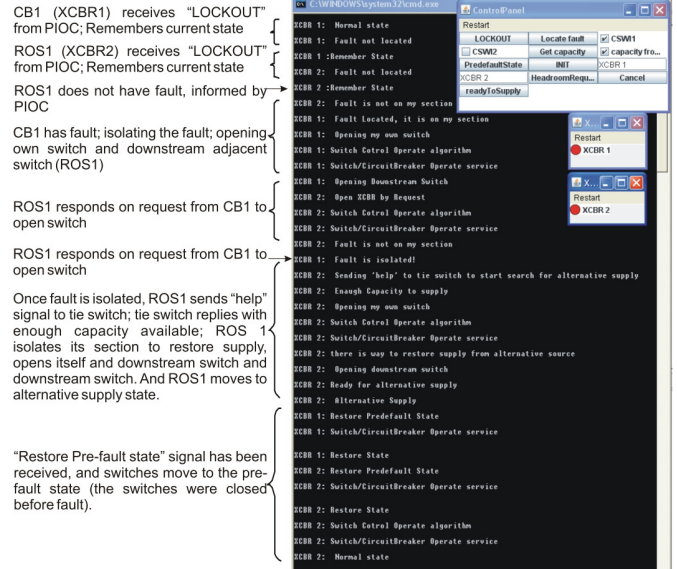 CB1 (XCBR1) receives “LOCKOUT”
from PIOC; Remembers current state
ROS1 (XCBR2) receives “LOCKOUT”
from PIOC; Remembers current state
ROS1 does not have fault, informed by
PIOC
CB1 has fault; isolating the fault; opening
own switch and downstream adjacent
switch (ROS1)
ROS1 responds on request from CB1 to
open switch
ROS1 responds on request from CB1 to
open switch
Once fault is isolated, ROS1 sends “help”
signal to tie switch; tie switch replies with
enough capacity available; ROS 1
isolates its section to restore supply,
opens itself and downstream switch and
downstream switch. And ROS1 moves to
alternative supply state.
“Restore Pre-fault state” signal has been
received, and switches move to the pre-
fault state (the switches were closed
before fault).
C:\WINDOWS\system32\cmd.exe
XCBR 1: Normal state
XCBR 1: Fault not located
XCBR 1 :Remember State
XCBR 2: Fault not located
XCBR 2 :Remember State
XCBR 2: Fault is not on my section
XCBR 1: Fault Located, it is on my section
XCBR 1: Opening my own switch
XCBR 1: Switch Cotrol Operate algorithm
XCBR 1: Switch/CircuitBreaker Operate service
XCBR 1: Opening Downstream Switch
XCBR 2: Open XCBR by Request
XCBR 2: Switch Cotrol Operate algorithm
XCBR 2: Switch/CircuitBreaker Operate service
XCBR 2: Fault is not on my section
XCBR 1: Fault is isolated!
XCBR 2: Sending 'help' to tie switch to start search for alternative supply
XCBR 2: Enaugh Capacity to supply
XCBR 2: Opening my own switch
XCBR 2: Switch Cotrol Operate algorithm
XCBR 2: Switch/CircuitBreaker Operate service
XCBR 2: there is way to restore supply from alternative source
XCBR 2: Opening downstream switch
XCBR 2: Ready for alternative supply
XCBR 2: Alternative Supply
XCBR 1: Restore Predefault State
XCBR 1: Switch/CircuitBreaker Operate service
XCBR 1: Restore State
XCBR 2: Restore Predefault State
XCBR 2: Switch/CircuitBreaker Operate service
XCBR 2: Restore State
XCBR 2: Switch Cotrol Operate algorithm
XCBR 2: Switch/CircuitBreaker Operate service
XCBR 2: Normal state
ControlPanel
Restart
LOCKOUT Locate fault CSWI1
CSWI2 Get capacity capacity fro...
PredefaultState INIT XCBR 1
XCBR 2 HeadroomRequ... Cancel
readyToSupply
X...
Restart
XCBR 1
X...
Restart
XCBR 2